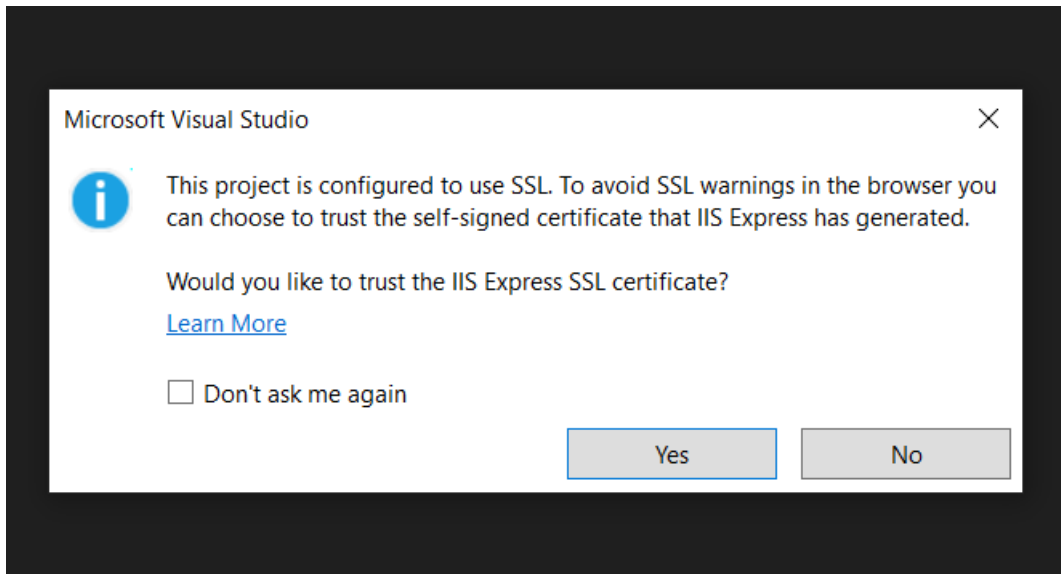 Microsoft Visual Studio
This project is configured to use SSL. To avoid SSL warnings in the browser you
can choose to trust the self-signed certificate that IIS Express has generated.
Would you like to trust the IIS Express SSL certificate?
Learn More
Don't ask me again
Yes
No